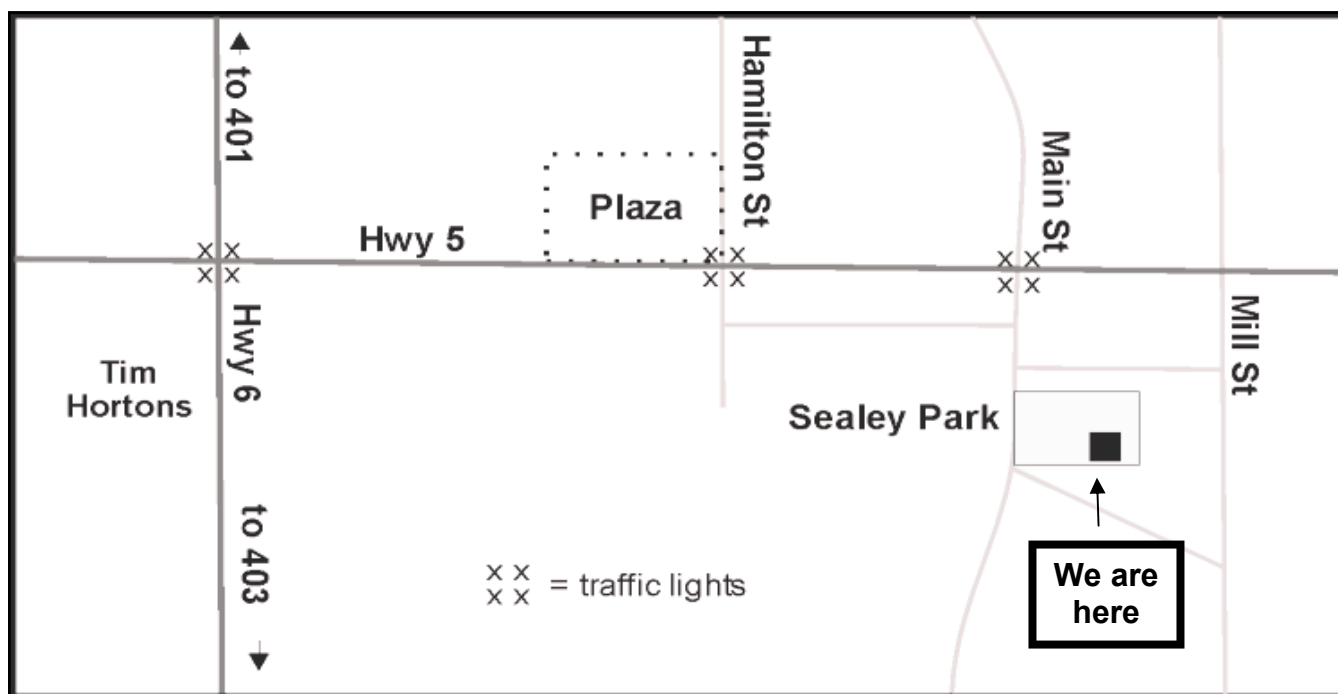 to 401
Hamilton St
Main St
Plaza
Hwy 5
x x
x x
x x
x x
x x
x x
Hwy 6
Mill St
Tim
Hortons
Sealey Park
to 403
x x
x x = traffic lights
We are
here